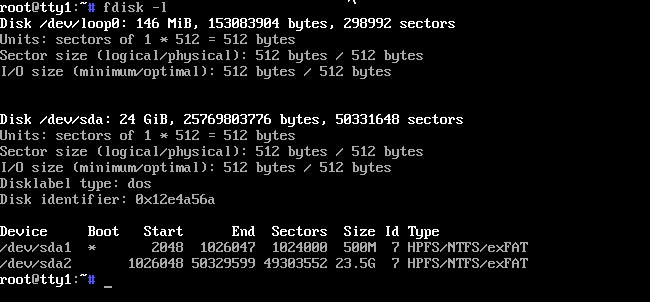 root@tty1:~# fdisk -l
Disk /dev/loop0: 146 MiB, 153083904 bytes, 298992 sectors
Units: sectors of 1 * 512 = 512 bytes
Sector size (logical/physical): 512 bytes / 512 bytes
I/O size (minimum/optimal): 512 bytes / 512 bytes
Disk /dev/sda: 24 GiB, 25769803776 bytes, 50331648 sectors
Units: sectors of 1 * 512 = 512 bytes
Sector size (logical/physical): 512 bytes / 512 bytes
I/O size (minimum/optimal): 512 bytes / 512 bytes
Disklabel type: dos
Disk identifier: 0x12e4a56a
Device Boot Start End Sectors Size Id Type
/dev/sda1 * 2048 1026047 1024000 500M 7 HPFS/NTFS/exFAT
/dev/sda2 1026048 50329599 49303552 23.5G 7 HPFS/NTFS/exFAT
root@tty1:~# _